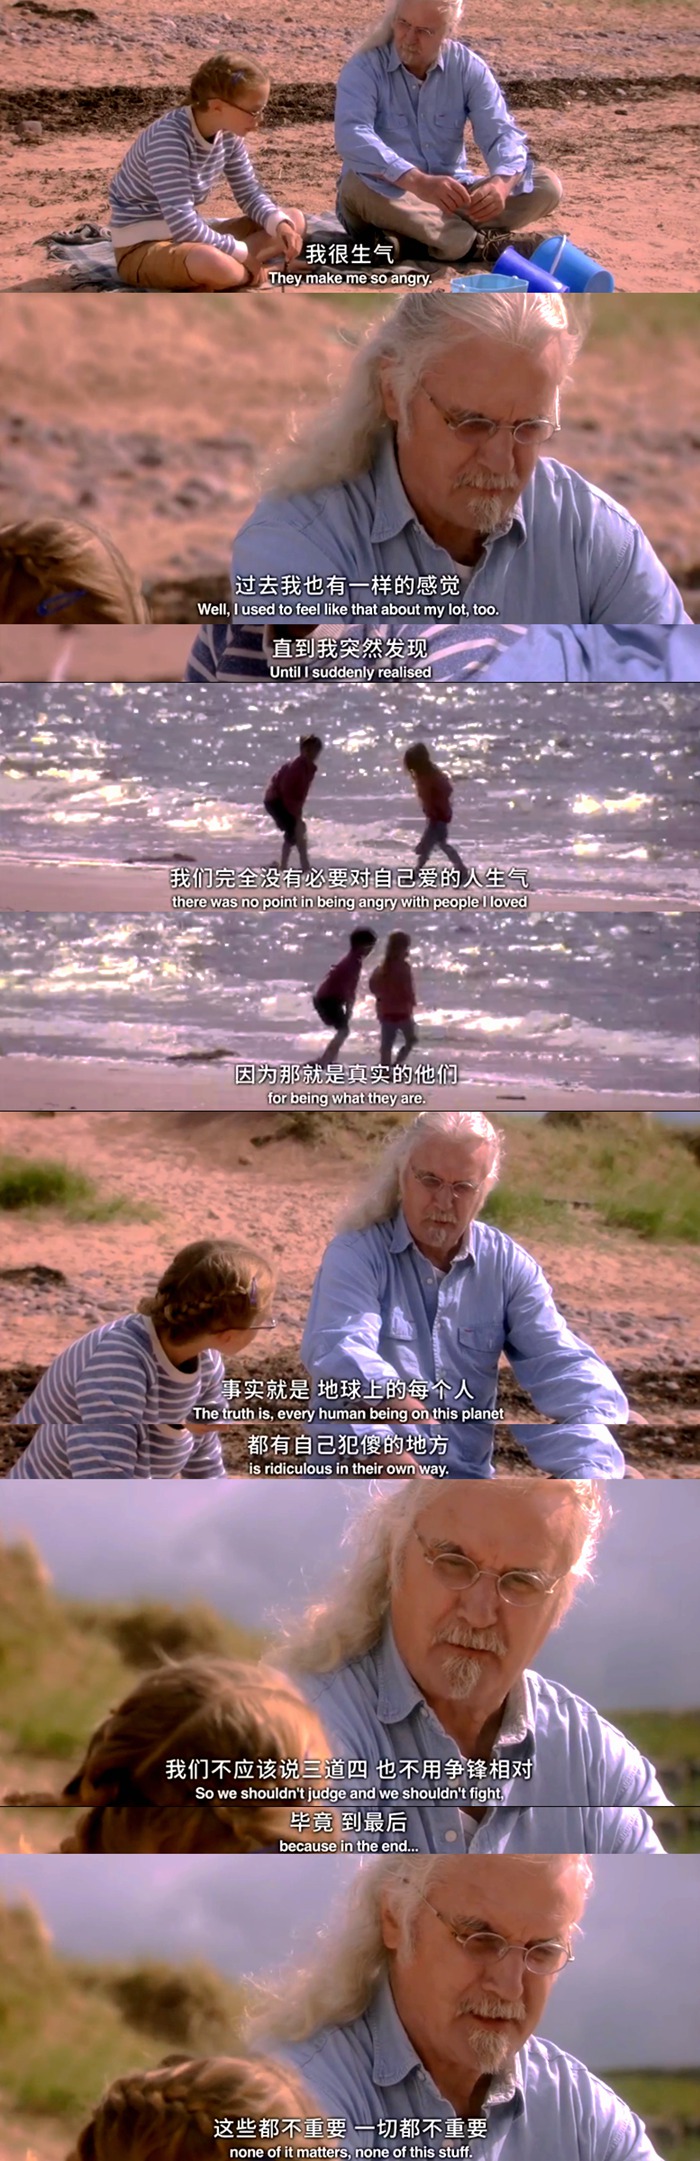 我很生气
They make me so angry.
过去我也有一样的感觉
Well, I used to feel like that about my lot, too.
直到我突然发现
Until I suddenly realised
我们完全没有必要对自己爱的人生气
there was no point in being angry with people I loved
因为那就是真实的他们
for being what they are.
事实就是 地球上的每个人
The truth is, every human being on this planet
都有自己犯傻的地方
is ridiculous in their own way.
我们不应该说三道四 也不用争锋相对
So we shouldn't judge and we shouldn't fight,
毕竟 到最后
because in the end...
这些都不重要 一切都不重要
none of it matters, none of this stuff.